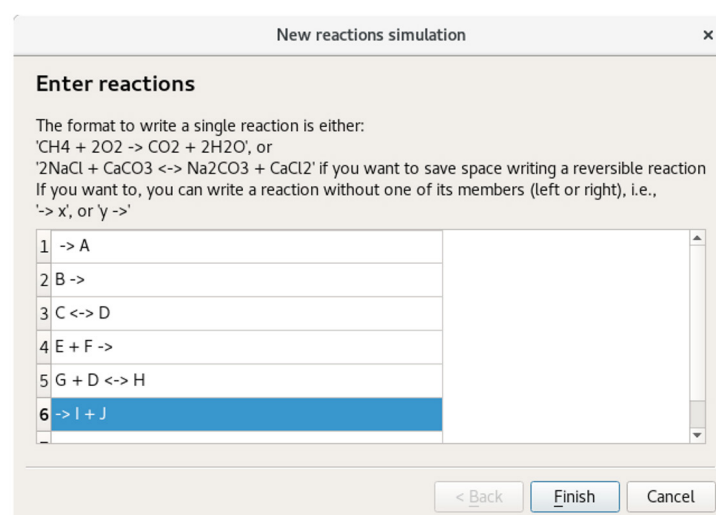 New reactions simulation ×
Enter reactions
The format to write a single reaction is either:
'CH4 + 2O2 -> CO2 + 2H2O', or
'2NaCl + CaCO3 <-> Na2CO3 + CaCl2' if you want to save space writing a reversible reaction
If you want to, you can write a reaction without one of its members (left or right), i.e.,
'-> x', or 'y ->'
1 -> A
2 B ->
3 C <-> D
4 E + F ->
5 G + D <-> H
6 -> I + J
< Back Finish Cancel